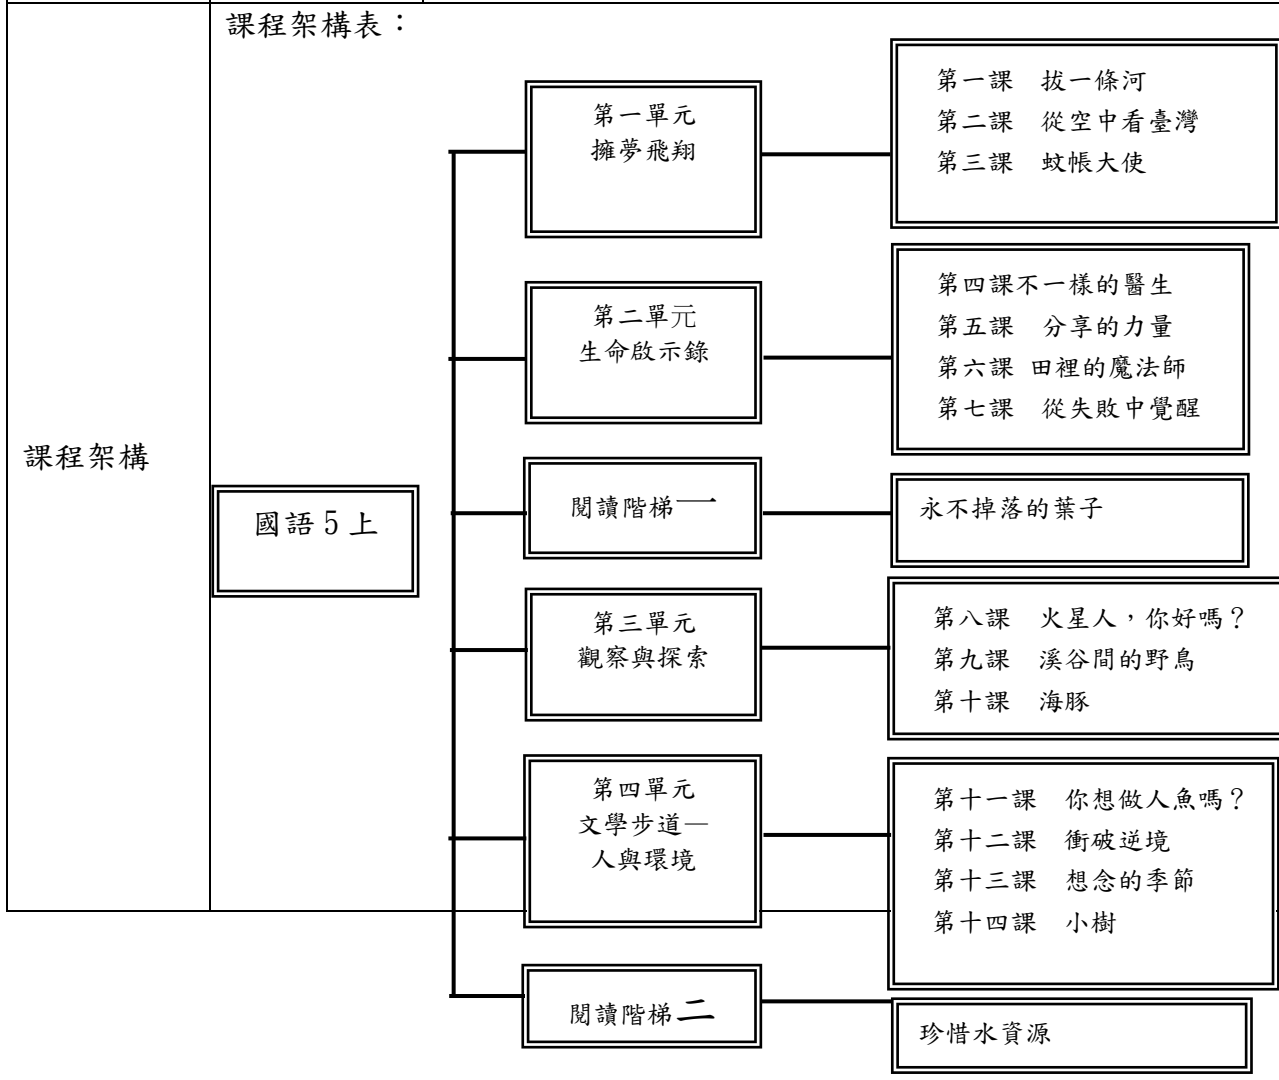 課程架構表：
課程架構
國語5上
第一單元
擁夢飛翔
第一課　拔一條河
第二課　從空中看臺灣
第三課　蚊帳大使
第二單元
生命啟示錄
第四課不一樣的醫生
第五課　分享的力量
第六課 田裡的魔法師
第七課　從失敗中覺醒
閱讀階梯一
永不掉落的葉子
第三單元
觀察與探索
第八課　火星人，你好嗎？
第九課　溪谷間的野鳥
第十課　海豚
第四單元
文學步道—
人與環境
第十一課　你想做人魚嗎？
第十二課　衝破逆境
第十三課　想念的季節
第十四課　小樹
閱讀階梯二
珍惜水資源